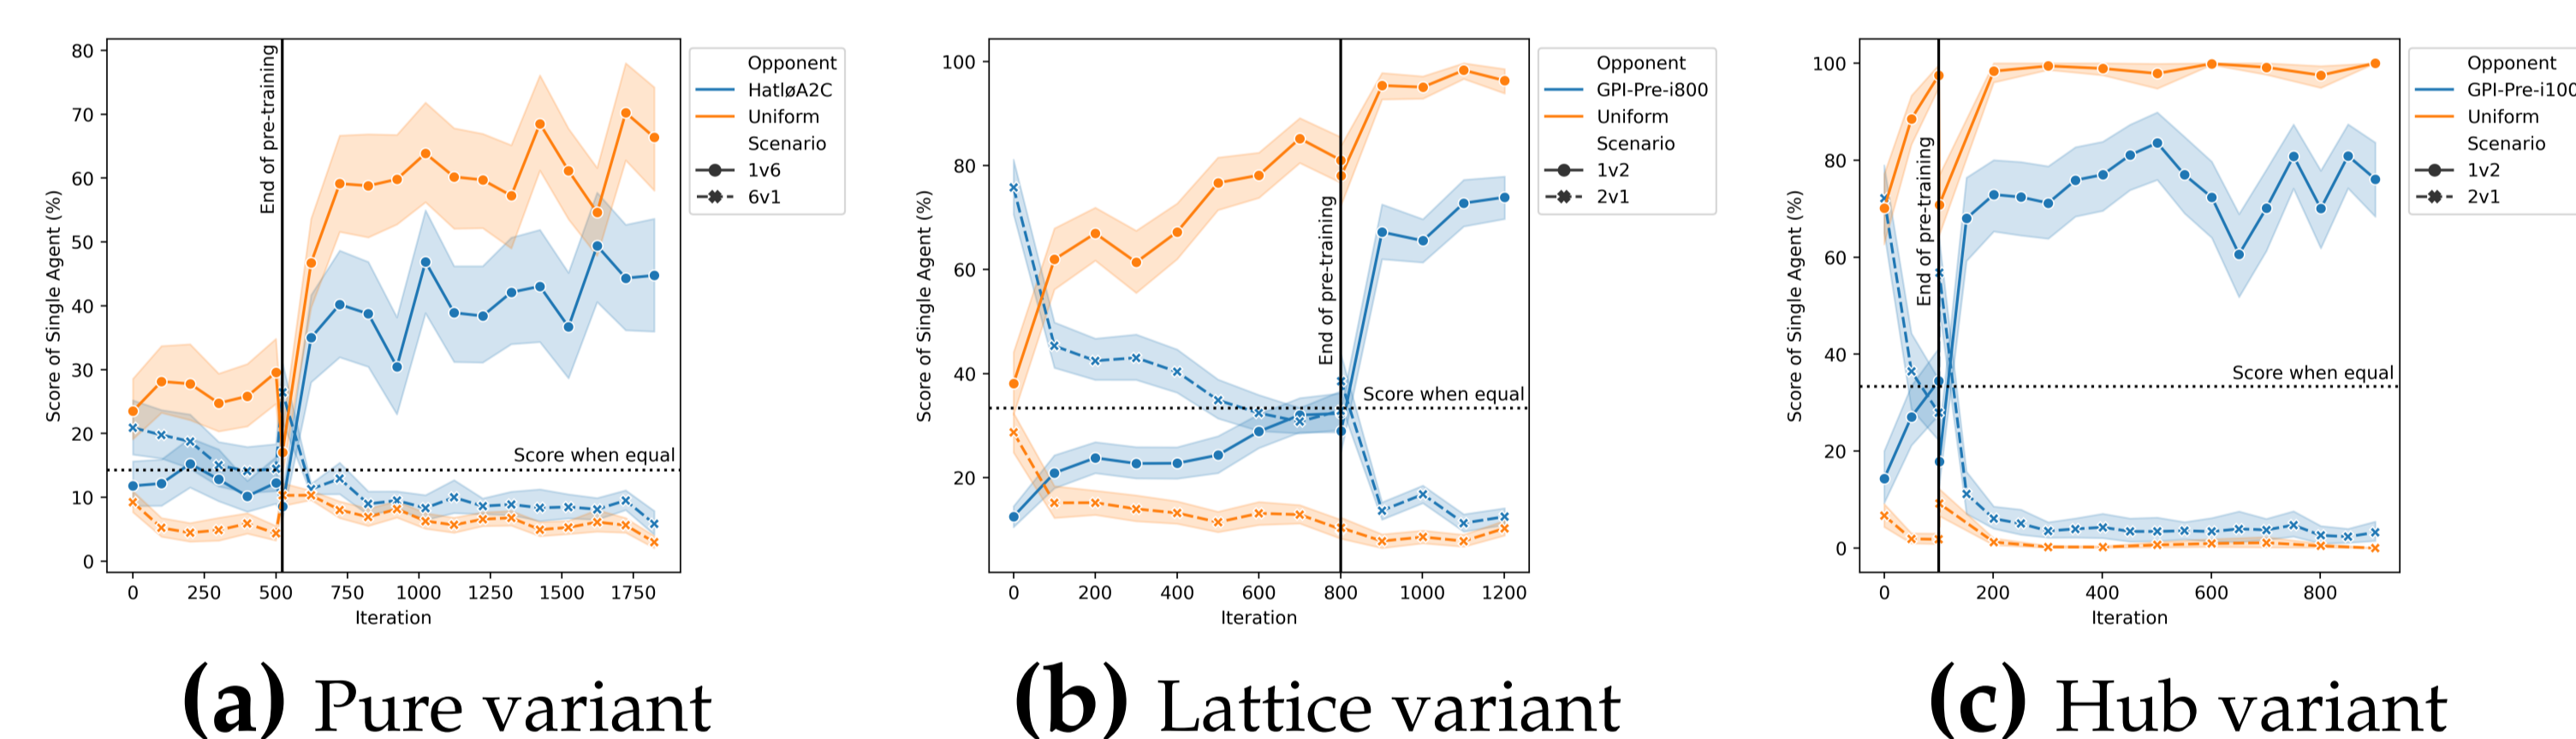 80
70
60
50
40
30
20
10
0
Score of Single Agent (%)
End of pre-training
Score when equal
0 250 500 750 1000 1250 1500 1750
Iteration
Opponent
HatløA2C
Uniform
Scenario
1v6
6v1
(a) Pure variant
100
80
60
40
20
Score of Single Agent (%)
End of pre-training
Score when equal
0 200 400 600 800 1000 1200
Iteration
Opponent
GPI-Pre-i800
Uniform
Scenario
1v2
2v1
(b) Lattice variant
100
80
60
40
20
0
Score of Single Agent (%)
End of pre-training
Score when equal
0 200 400 600 800
Iteration
Opponent
GPI-Pre-i100
Uniform
Scenario
1v2
2v1
(c) Hub variant